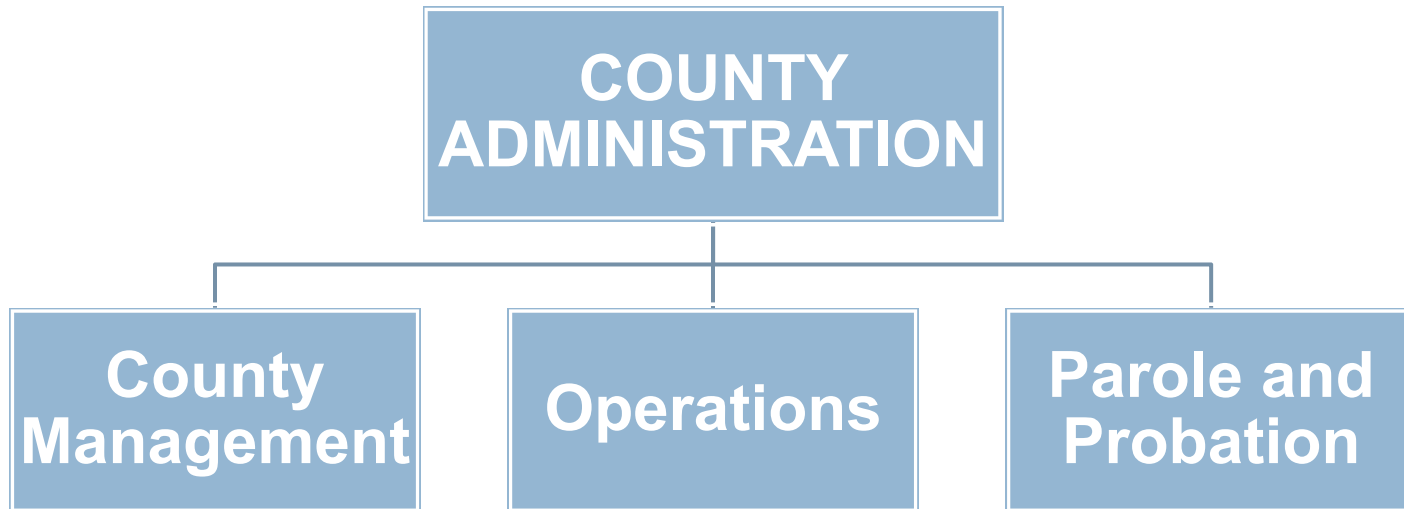 COUNTY
ADMINISTRATION
County
Management
Operations
Parole and
Probation